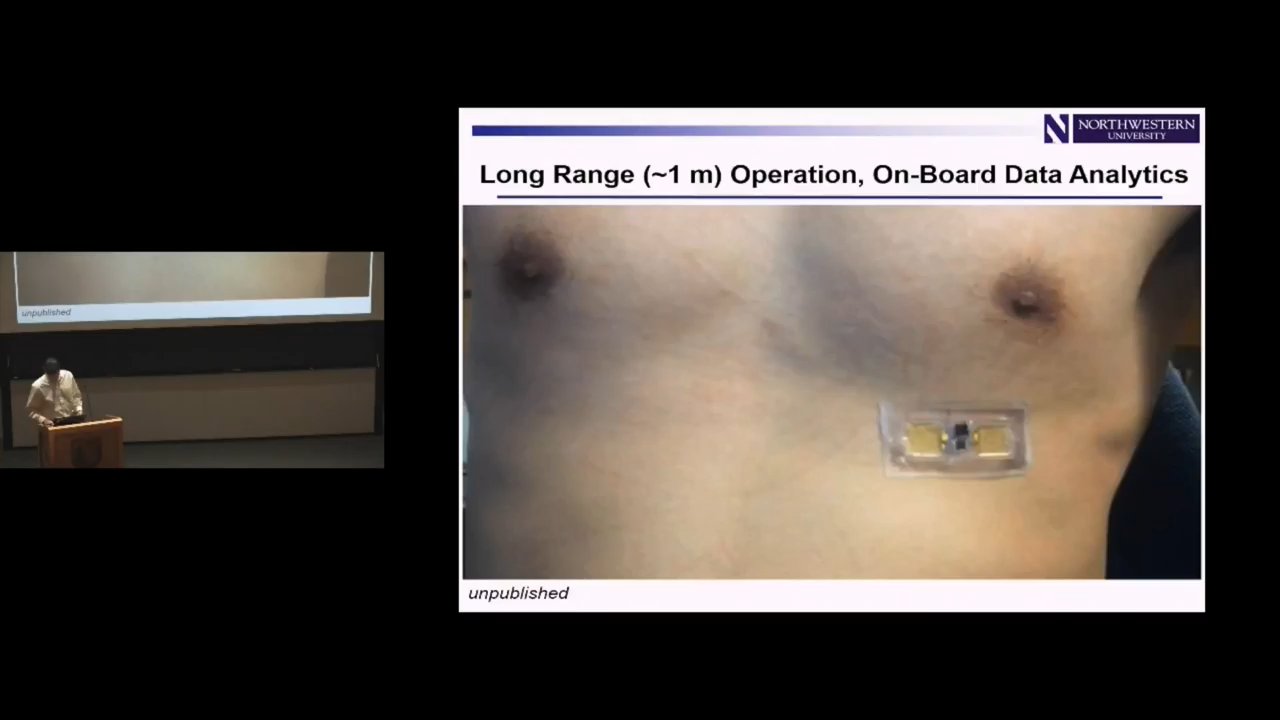 unpublished
NORTHWESTERN
UNIVERSITY
Long Range (~1 m) Operation, On-Board Data Analytics
unpublished